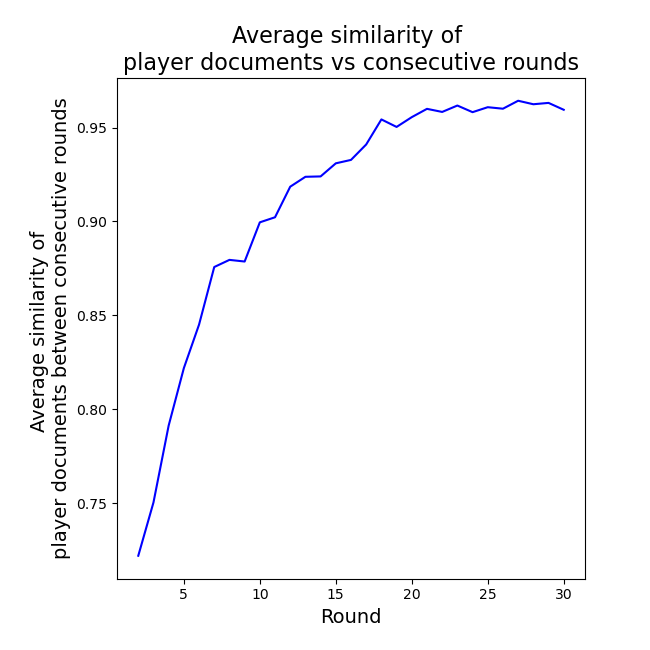 Average similarity of
player documents vs consecutive rounds
Average similarity of
player documents between consecutive rounds
0.95
0.90
0.85
0.80
0.75
5 10 15 20 25 30
Round